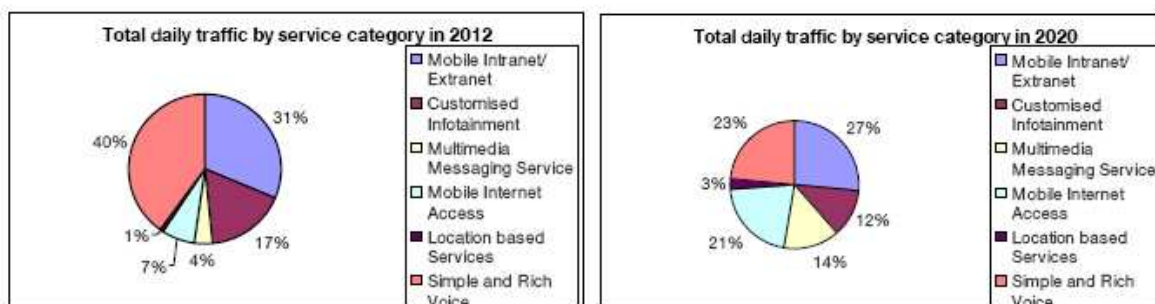 Total daily traffic by service category in 2012
Mobile Intranet/
Extranet
Customised
Infotainment
Multimedia
Messaging Service
Mobile Internet
Access
Location based
Services
Simple and Rich
Voice
31%
17%
4%
7%
1%
40%
Total daily traffic by service category in 2020
Mobile Intranet/
Extranet
Customised
Infotainment
Multimedia
Messaging Service
Mobile Internet
Access
Location based
Services
Simple and Rich
Voice
27%
12%
14%
21%
3%
23%